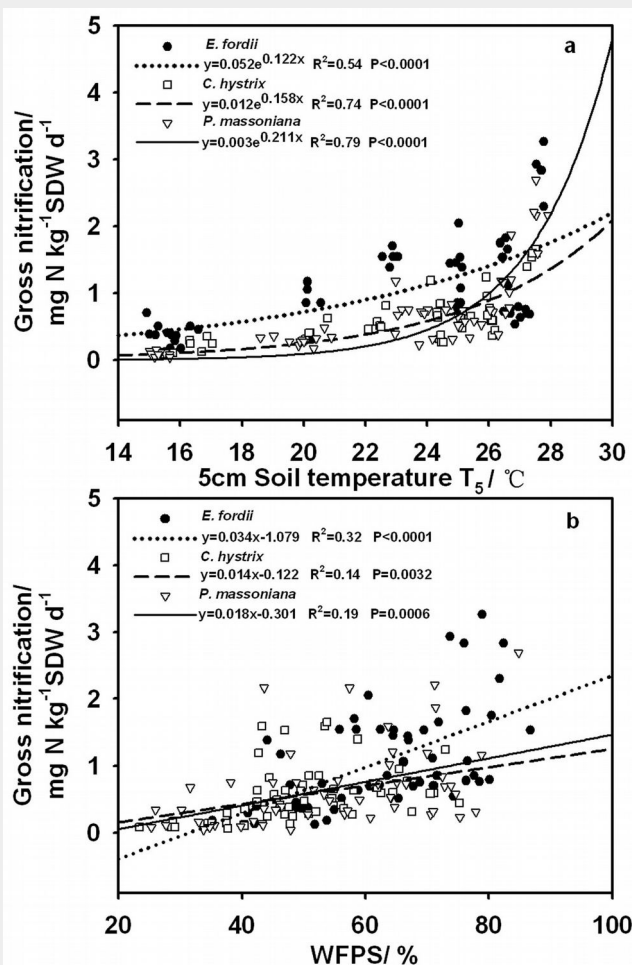 5
4
3
2
1
0
Gross nitrification/
mg N kg⁻¹SDW d⁻¹
a
E. fordii
y=0.052e^0.122x R²=0.54 P<0.0001
C. hystrix
y=0.012e^0.158x R²=0.74 P<0.0001
P. massoniana
y=0.003e^0.211x R²=0.79 P<0.0001
14 16 18 20 22 24 26 28 30
5cm Soil temperature T₅/ ℃
5
4
3
2
1
0
Gross nitrification/
mg N kg⁻¹SDW d⁻¹
b
E. fordii
y=0.034x-1.079 R²=0.32 P<0.0001
C. hystrix
y=0.014x-0.122 R²=0.14 P=0.0032
P. massoniana
y=0.018x-0.301 R²=0.19 P=0.0006
20 40 60 80 100
WFPS/ %